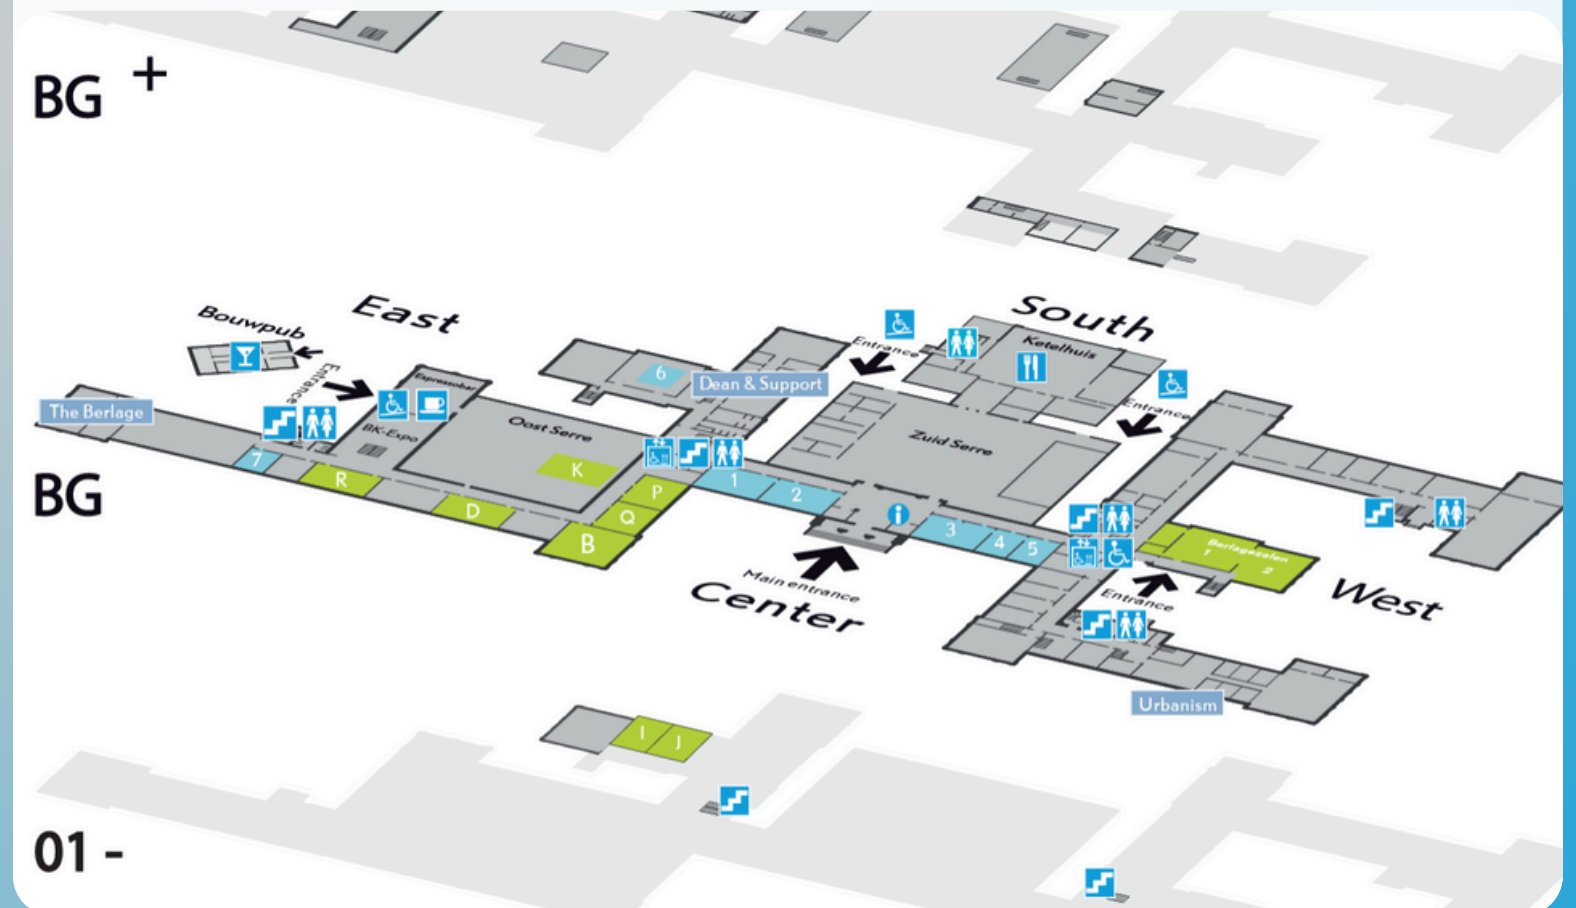 BG +
East
South
Bouwpub
Entrance
Ketelhuis
Entrance
Expressobar
6
Dean & Support
Entrance
The Berlage
BK-Expo
Oost Serre
Zuid Serre
7
R
K
P
1
2
BG
D
Q
B
i
3
4
5
Berlagezalen
1
2
Main entrance
Center
Entrance
West
Urbanism
I
J
01 -